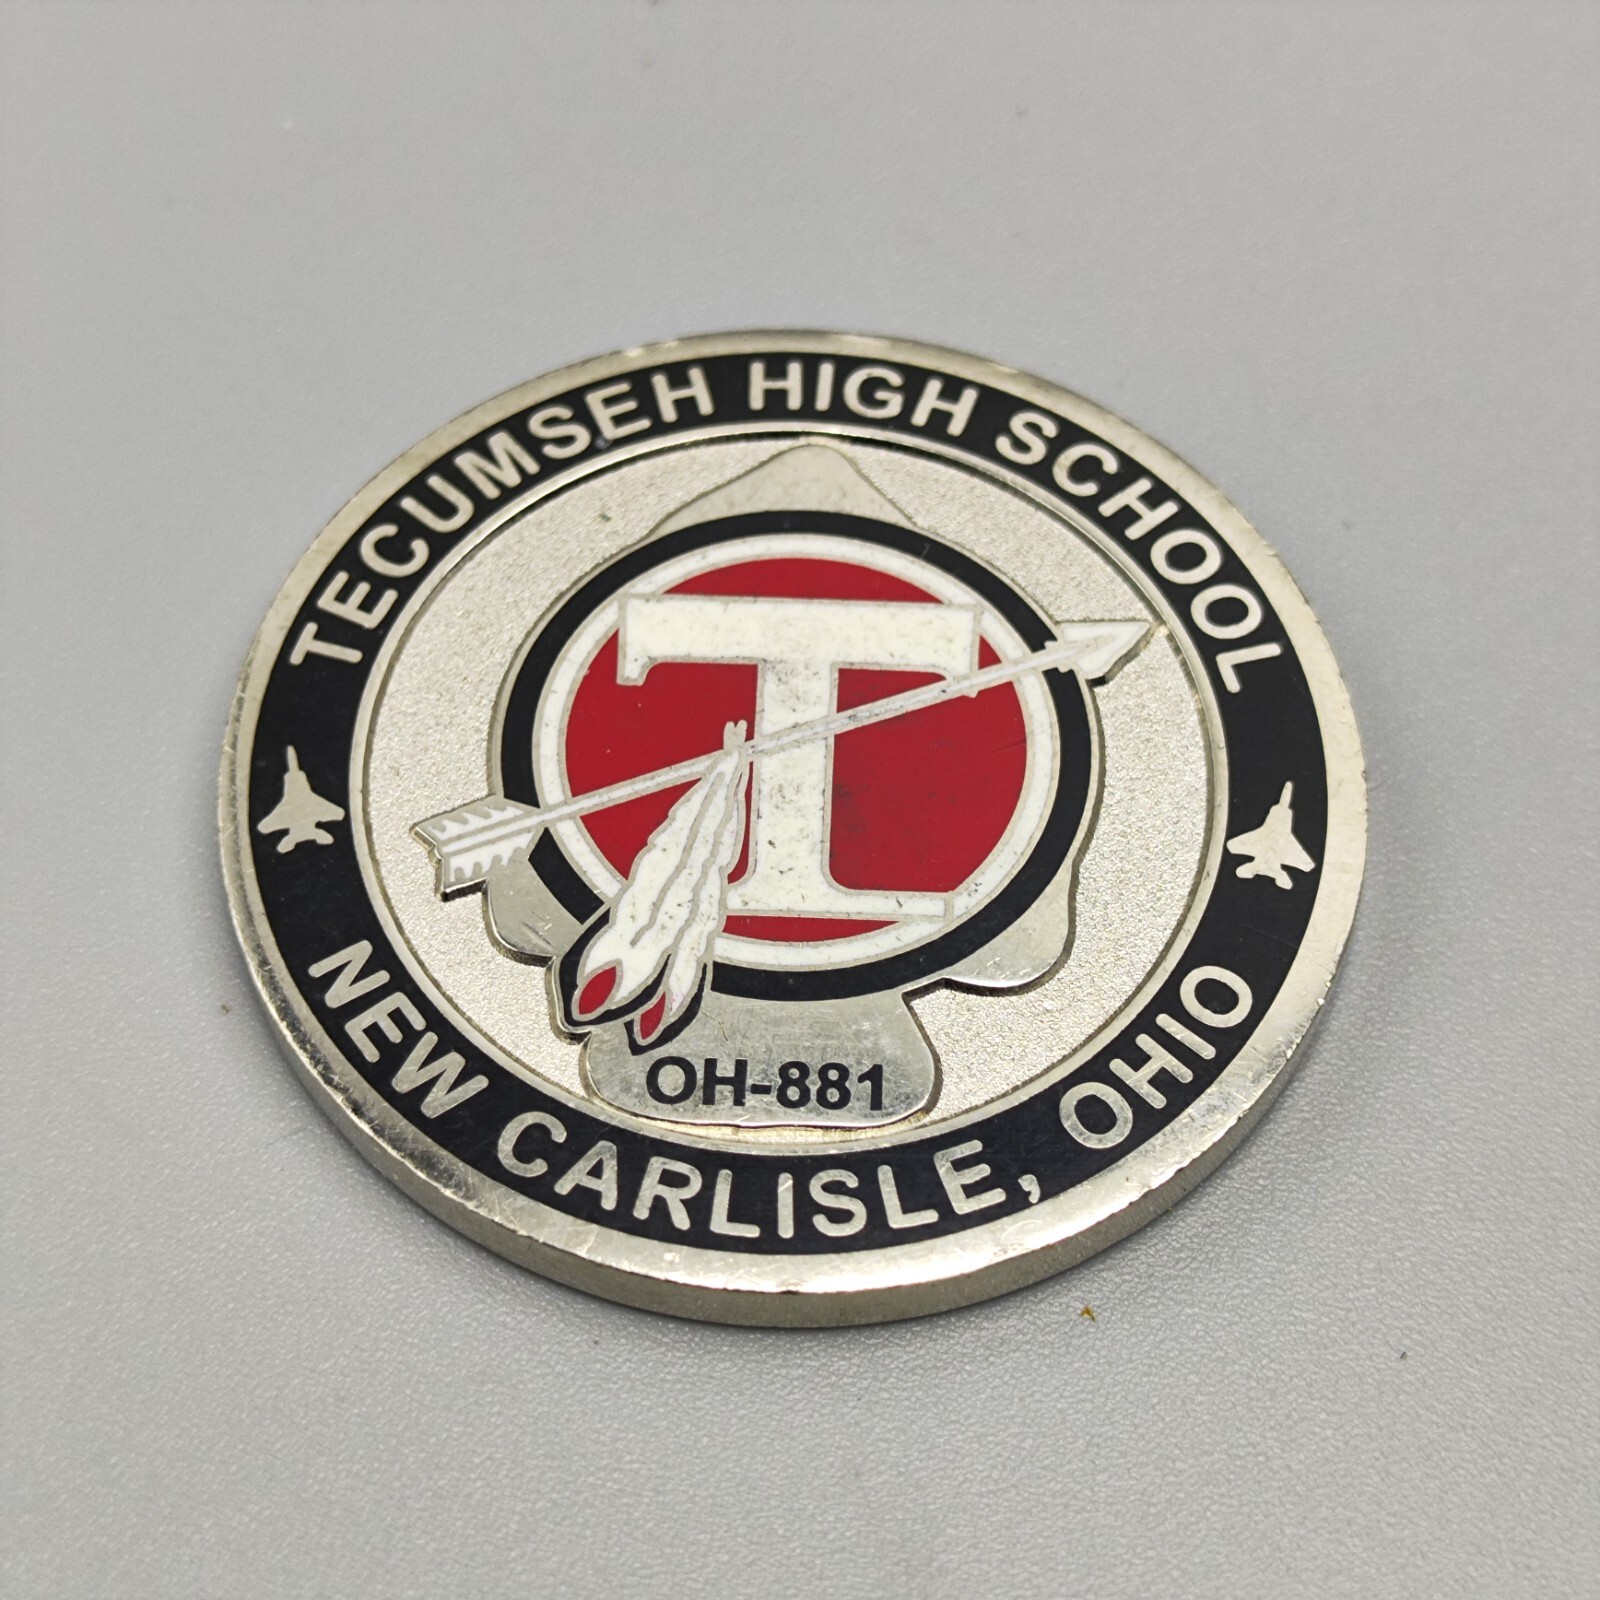 TECUMSEH HIGH SCHOOL
T
OH-881
NEW CARLISLE, OHIO